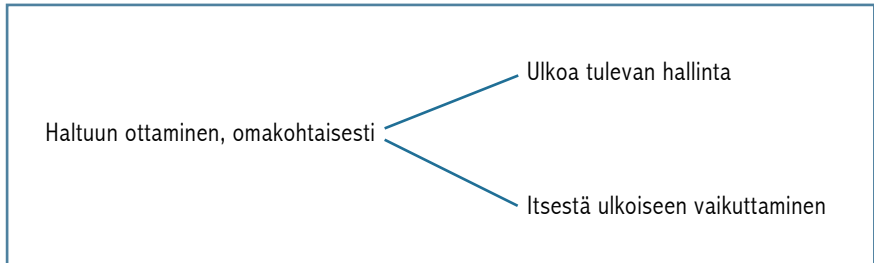 Ulkoa tulevan hallinta
Haltuun ottaminen, omakohtaisesti
Itsestä ulkoiseen vaikuttaminen